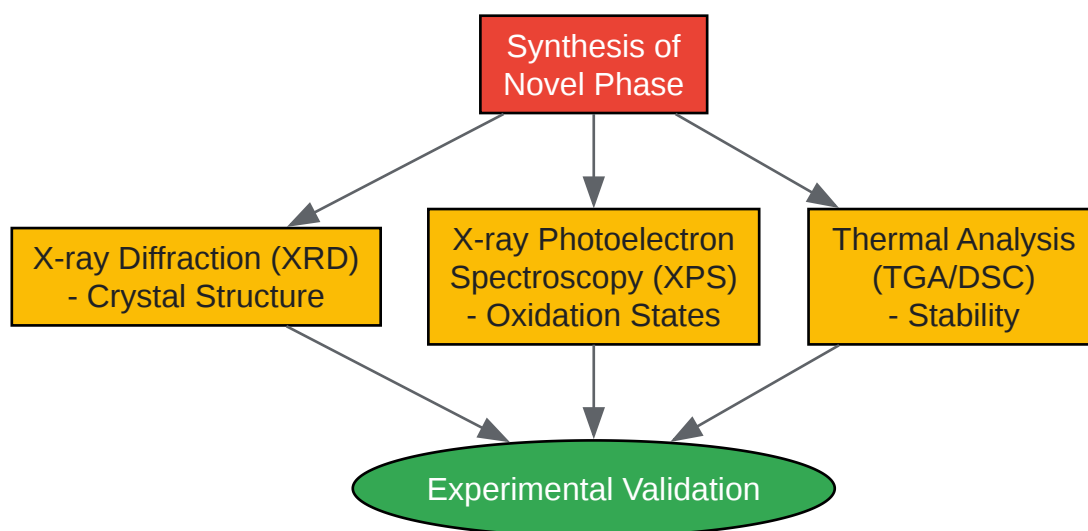 Synthesis of
Novel Phase
X-ray Diffraction (XRD)
- Crystal Structure
X-ray Photoelectron
Spectroscopy (XPS)
- Oxidation States
Thermal Analysis
(TGA/DSC)
- Stability
Experimental Validation